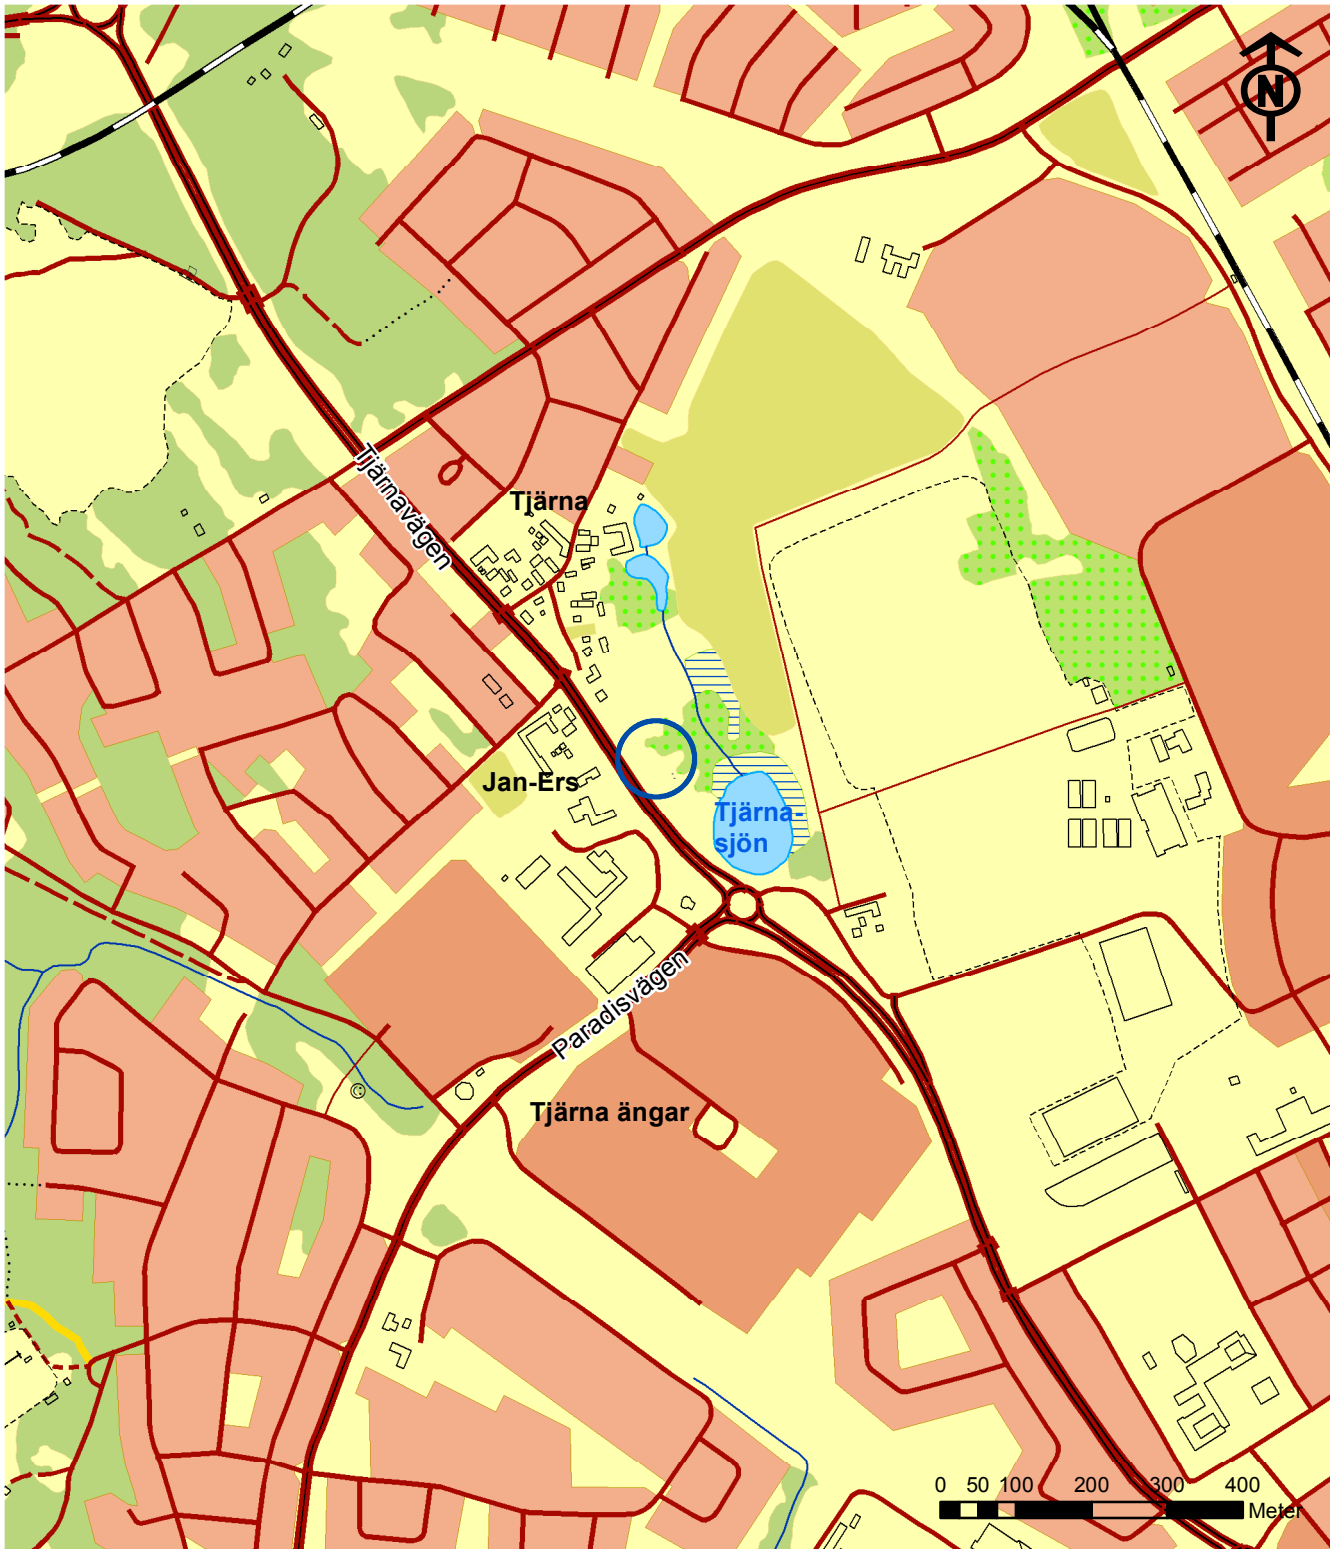 N
Tjärnavägen
Tjärna
Jan-Ers
Tjärna-
sjön
Paradisvägen
Tjärna ängar
0 50 100 200 300 400
Meter